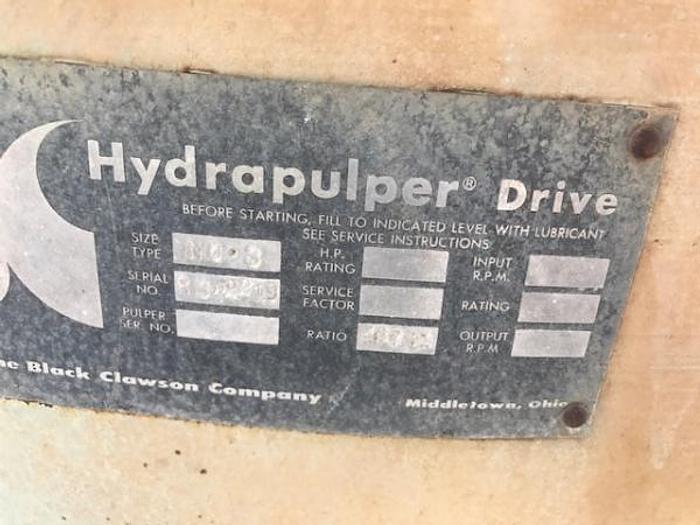 Hydrapulper® Drive
BEFORE STARTING, FILL TO INDICATED LEVEL WITH LUBRICANT
SEE SERVICE INSTRUCTIONS
SIZE TYPE
H.P. RATING
INPUT R.P.M.
SERIAL NO.
SERVICE FACTOR
RATING
PULPER SER. NO.
RATIO
OUTPUT R.P.M
he Black Clawson Company
Middletown, Ohio